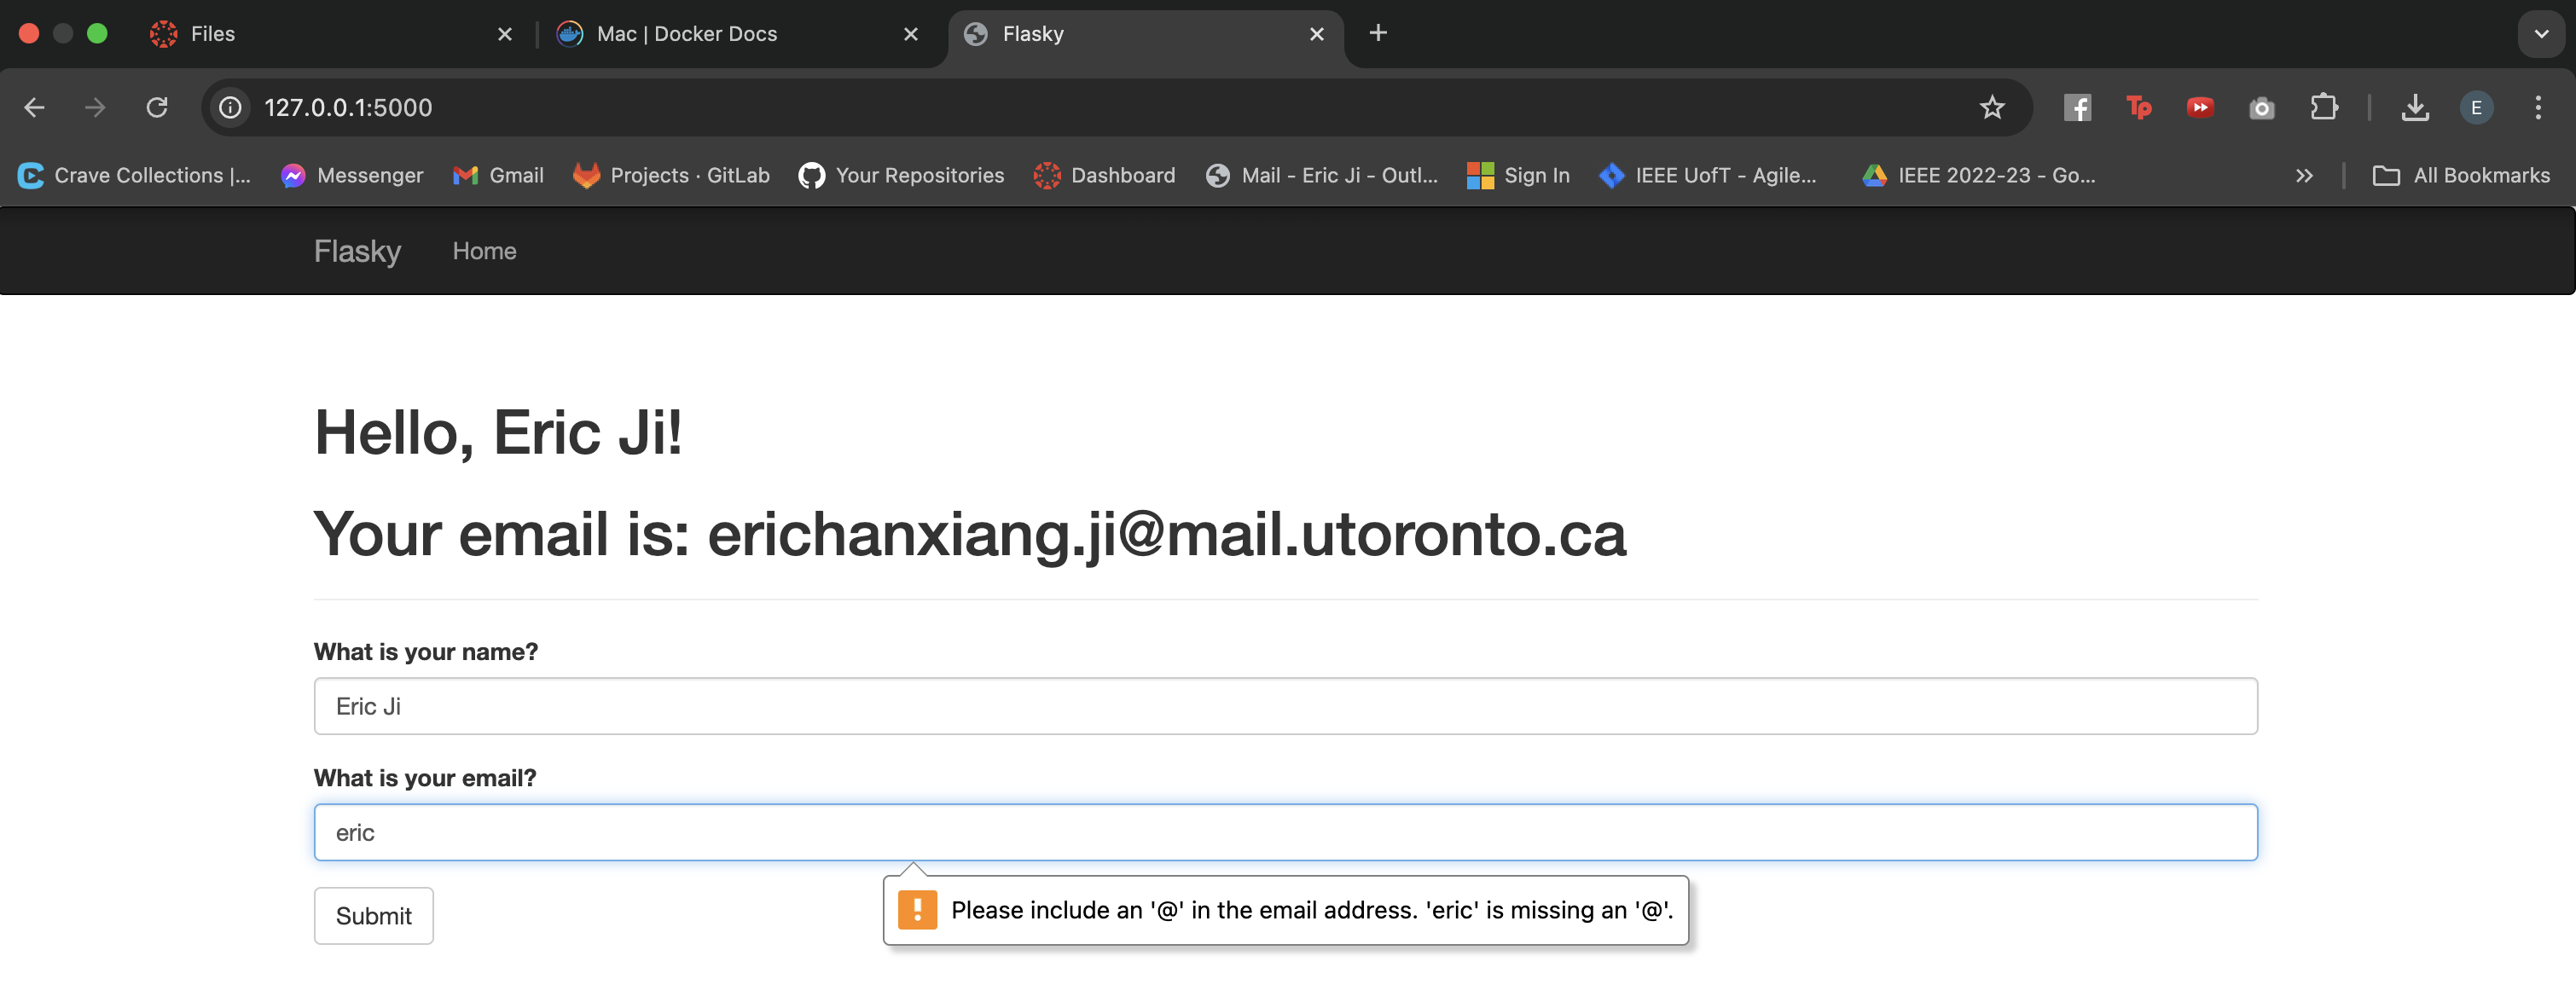 Files
Mac | Docker Docs
Flasky
127.0.0.1:5000
E
Crave Collections |...
Messenger
Gmail
Projects · GitLab
Your Repositories
Dashboard
Mail - Eric Ji - Outl...
Sign In
IEEE UofT - Agile...
IEEE 2022-23 - Go...
All Bookmarks
Flasky
Home
Hello, Eric Ji!
Your email is: erichanxiang.ji@mail.utoronto.ca
What is your name?
Eric Ji
What is your email?
eric
Submit
Please include an '@' in the email address. 'eric' is missing an '@'.